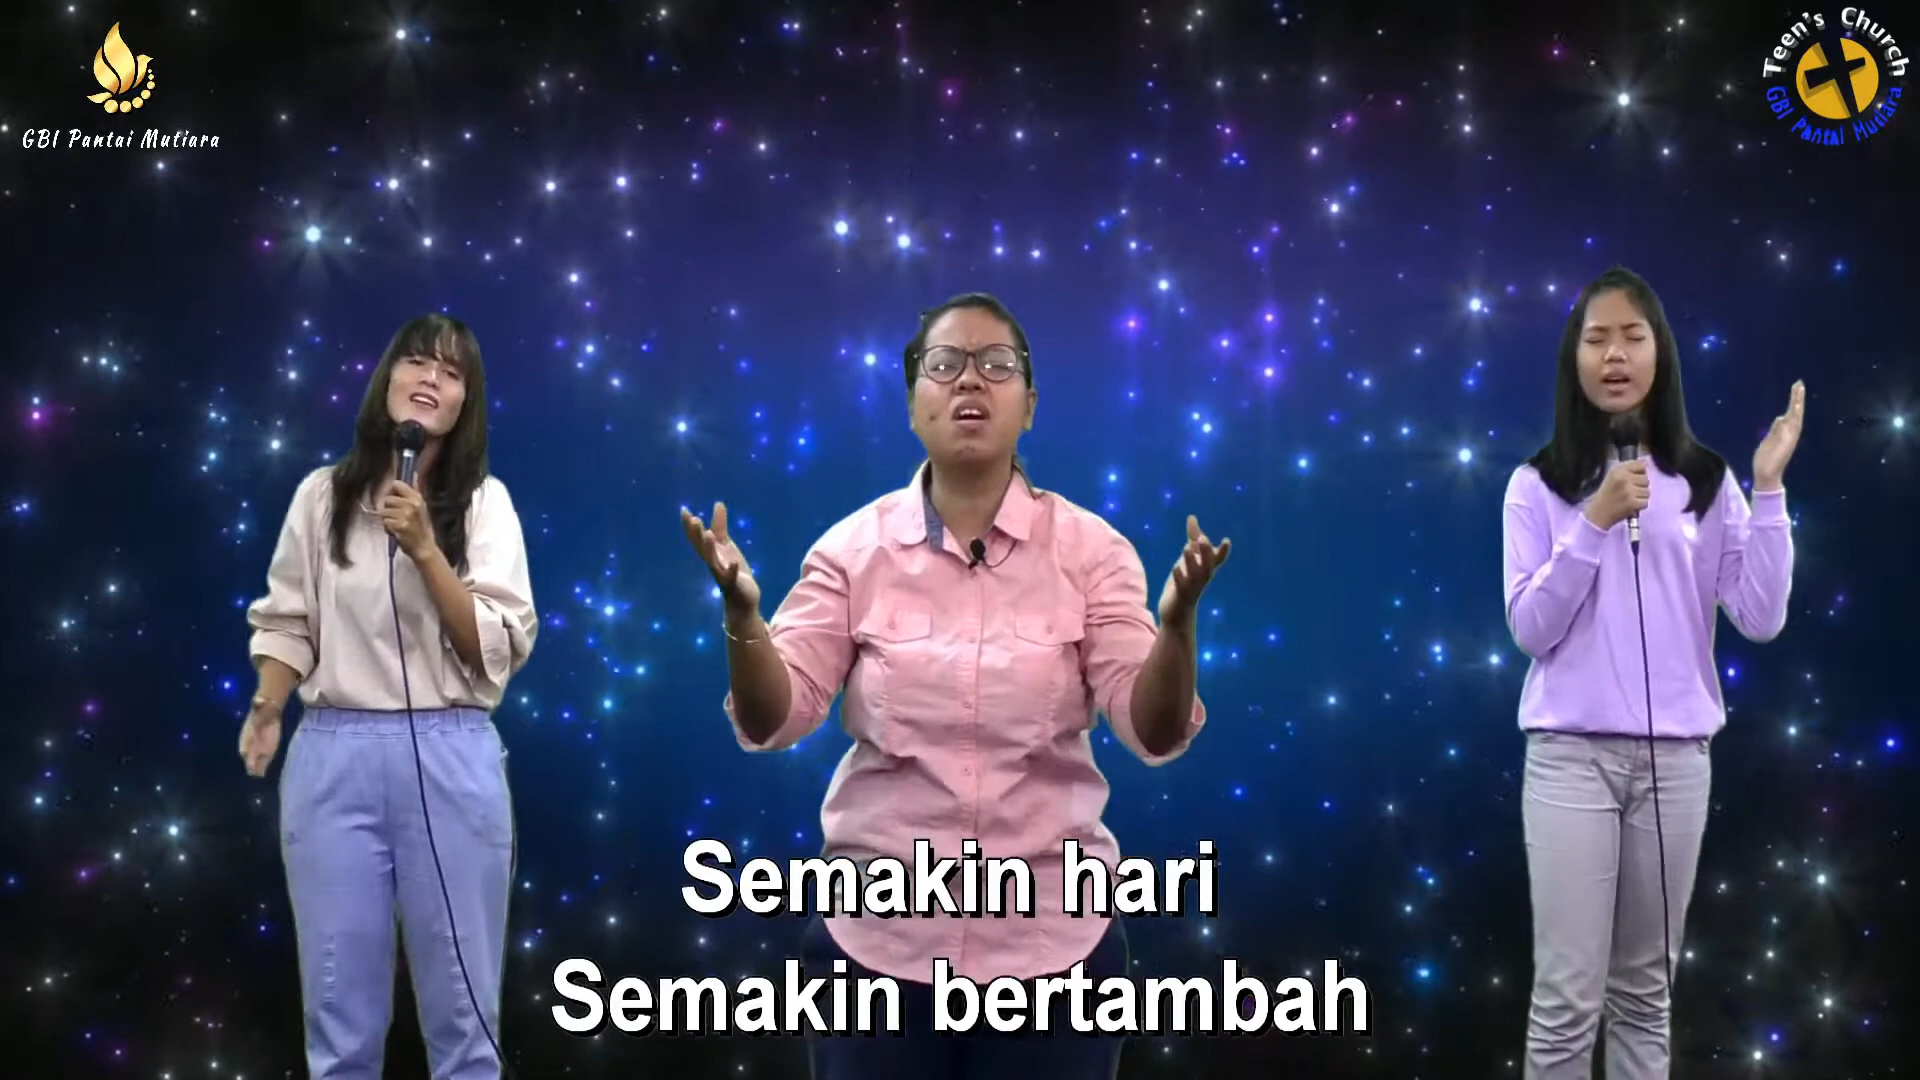 GBI Pantai Mutiara
Teen's Church
GBI Pantai Mutiara
Semakin hari
Semakin bertambah